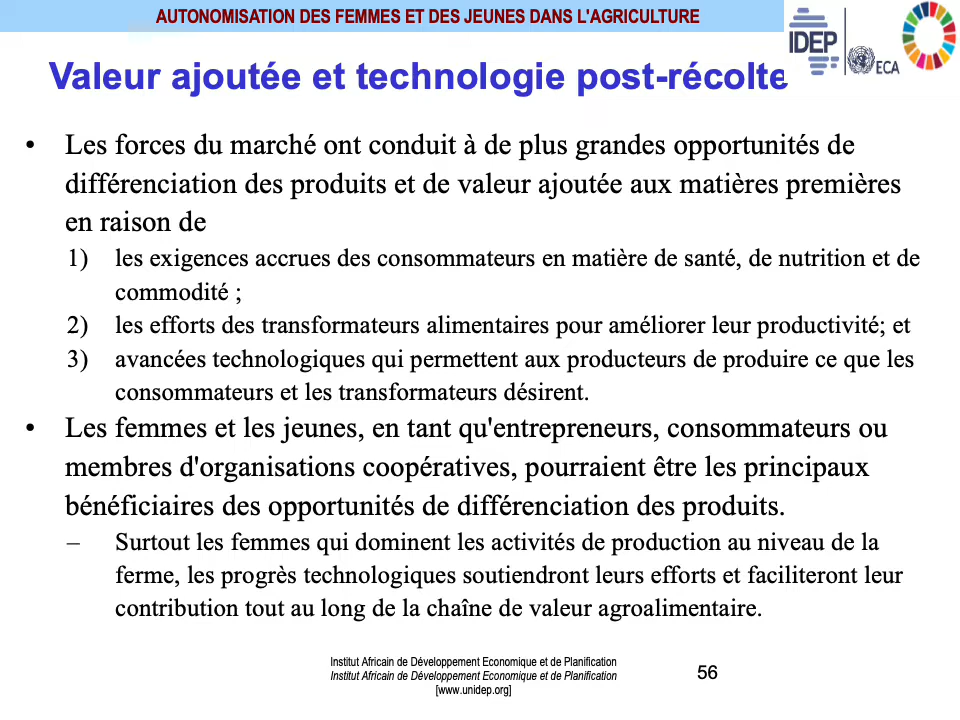 AUTONOMISATION DES FEMMES ET DES JEUNES DANS L'AGRICULTURE
IDEP
ECA
Valeur ajoutée et technologie post-récolte
• Les forces du marché ont conduit à de plus grandes opportunités de
différenciation des produits et de valeur ajoutée aux matières premières
en raison de
1) les exigences accrues des consommateurs en matière de santé, de nutrition et de
commodité ;
2) les efforts des transformateurs alimentaires pour améliorer leur productivité; et
3) avancées technologiques qui permettent aux producteurs de produire ce que les
consommateurs et les transformateurs désirent.
• Les femmes et les jeunes, en tant qu'entrepreneurs, consommateurs ou
membres d'organisations coopératives, pourraient être les principaux
bénéficiaires des opportunités de différenciation des produits.
– Surtout les femmes qui dominent les activités de production au niveau de la
ferme, les progrès technologiques soutiendront leurs efforts et faciliteront leur
contribution tout au long de la chaîne de valeur agroalimentaire.
Institut Africain de Développement Economique et de Planification
Institut Africain de Développement Economique et de Planification
[www.unidep.org]
56